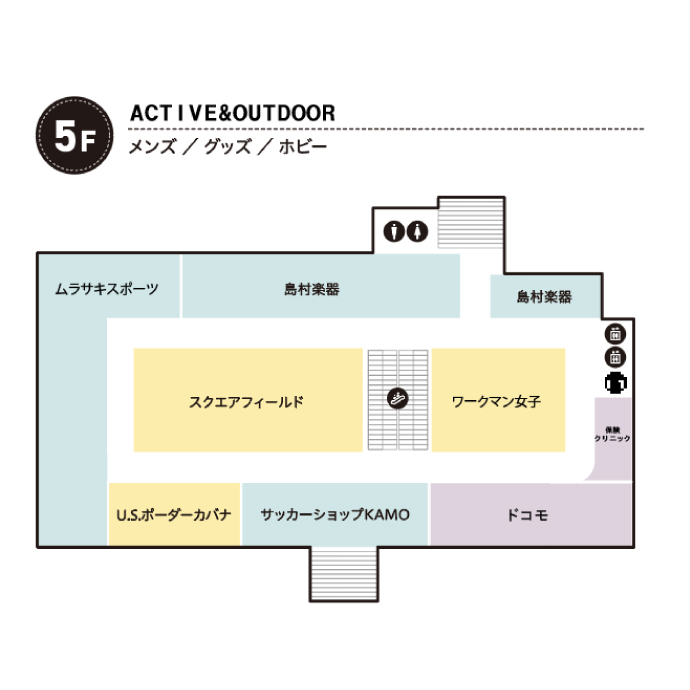 5F
ACTIVE&OUTDOOR
メンズ ／ グッズ ／ ホビー
ムラサキスポーツ
島村楽器
島村楽器
スクエアフィールド
ワークマン女子
保険
クリニック
U.S.ボーダーカバナ
サッカーショップKAMO
ドコモ